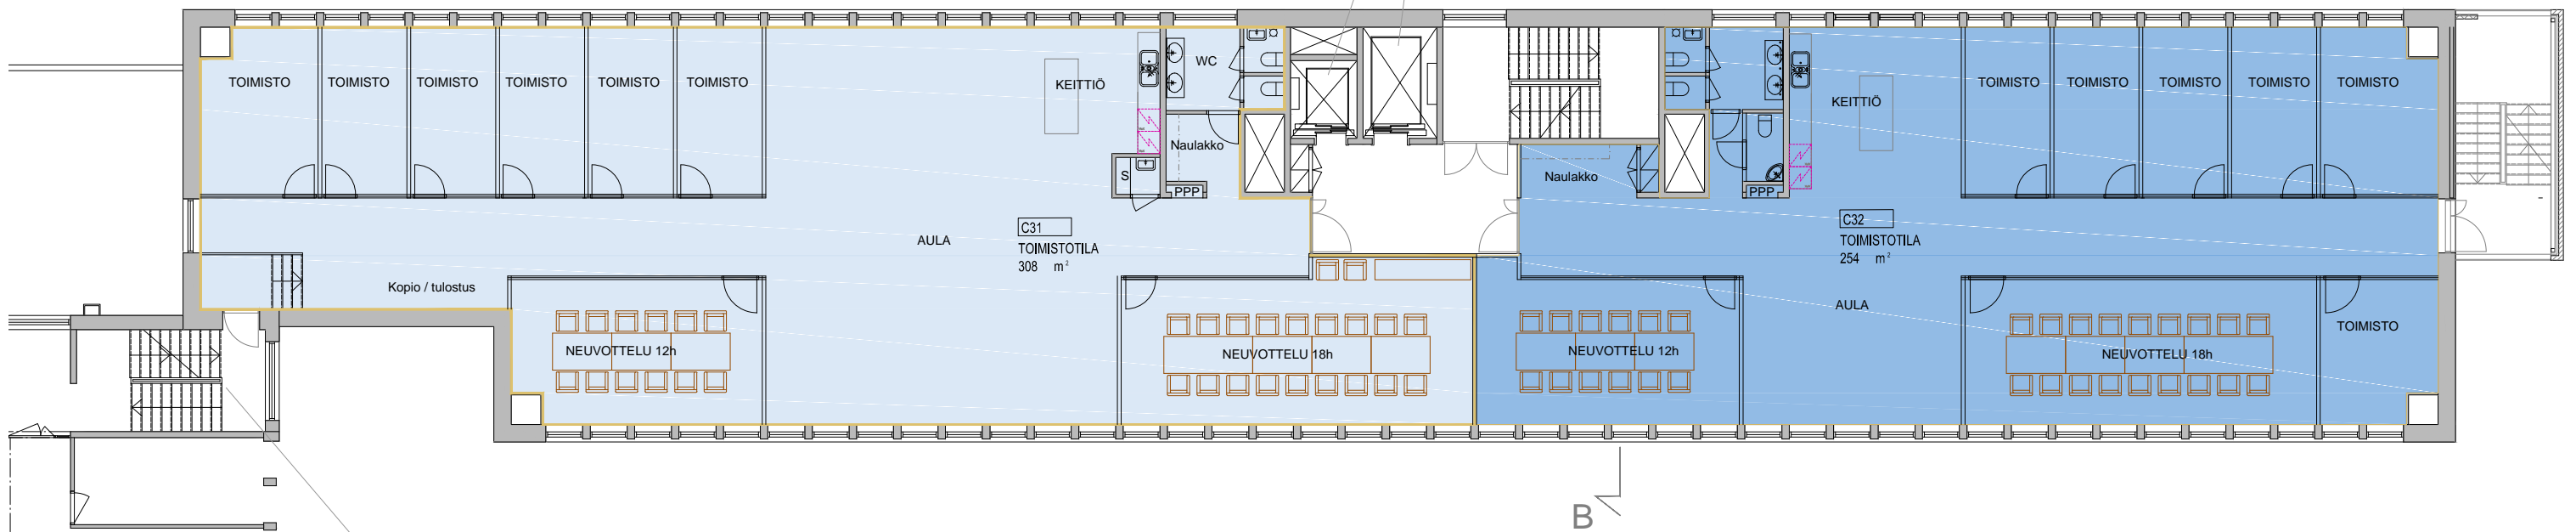 TOIMISTO
TOIMISTO
TOIMISTO
TOIMISTO
TOIMISTO
TOIMISTO
KEITTIÖ
WC
Naulakko
S
PPP
AULA
C31
TOIMISTOTILA
308 m²
Kopio / tulostus
NEUVOTTELU 12h
NEUVOTTELU 18h
KEITTIÖ
TOIMISTO
TOIMISTO
TOIMISTO
TOIMISTO
TOIMISTO
Naulakko
PPP
C32
TOIMISTOTILA
254 m²
AULA
NEUVOTTELU 12h
NEUVOTTELU 18h
TOIMISTO
B